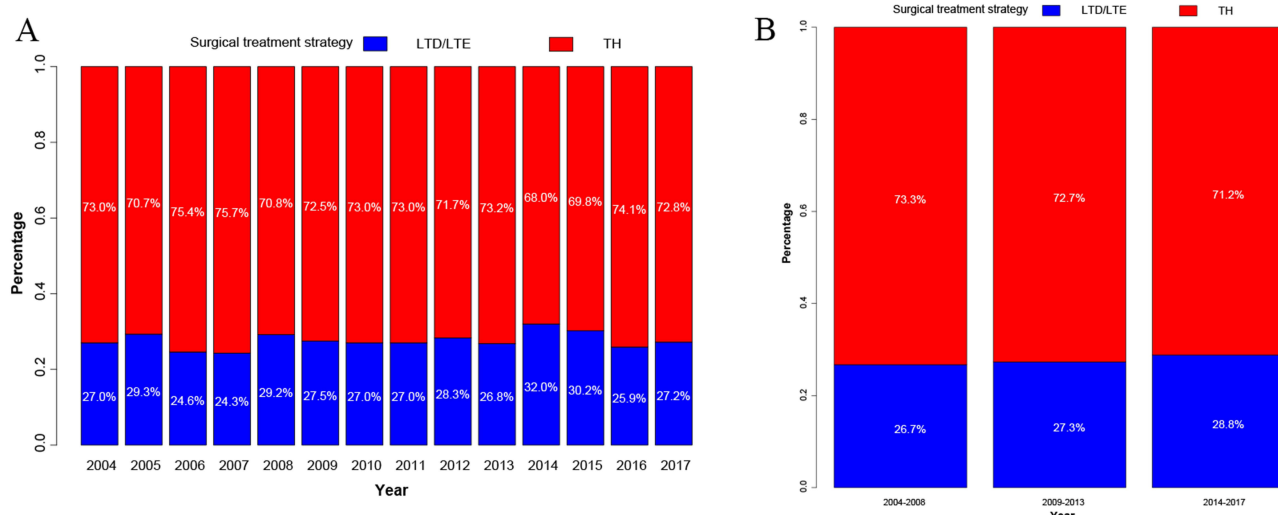 A
Surgical treatment strategy LTD/LTE TH
Percentage
1.0
0.8
0.6
0.4
0.2
0.0
73.0% 70.7% 75.4% 75.7% 70.8% 72.5% 73.0% 73.0% 71.7% 73.2% 68.0% 69.8% 74.1% 72.8%
27.0% 29.3% 24.6% 24.3% 29.2% 27.5% 27.0% 27.0% 28.3% 26.8% 32.0% 30.2% 25.9% 27.2%
2004 2005 2006 2007 2008 2009 2010 2011 2012 2013 2014 2015 2016 2017
Year
B
Surgical treatment strategy LTD/LTE TH
Percentage
1.0
0.8
0.6
0.4
0.2
0.0
73.3% 72.7% 71.2%
26.7% 27.3% 28.8%
2004-2008 2009-2013 2014-2017
Year